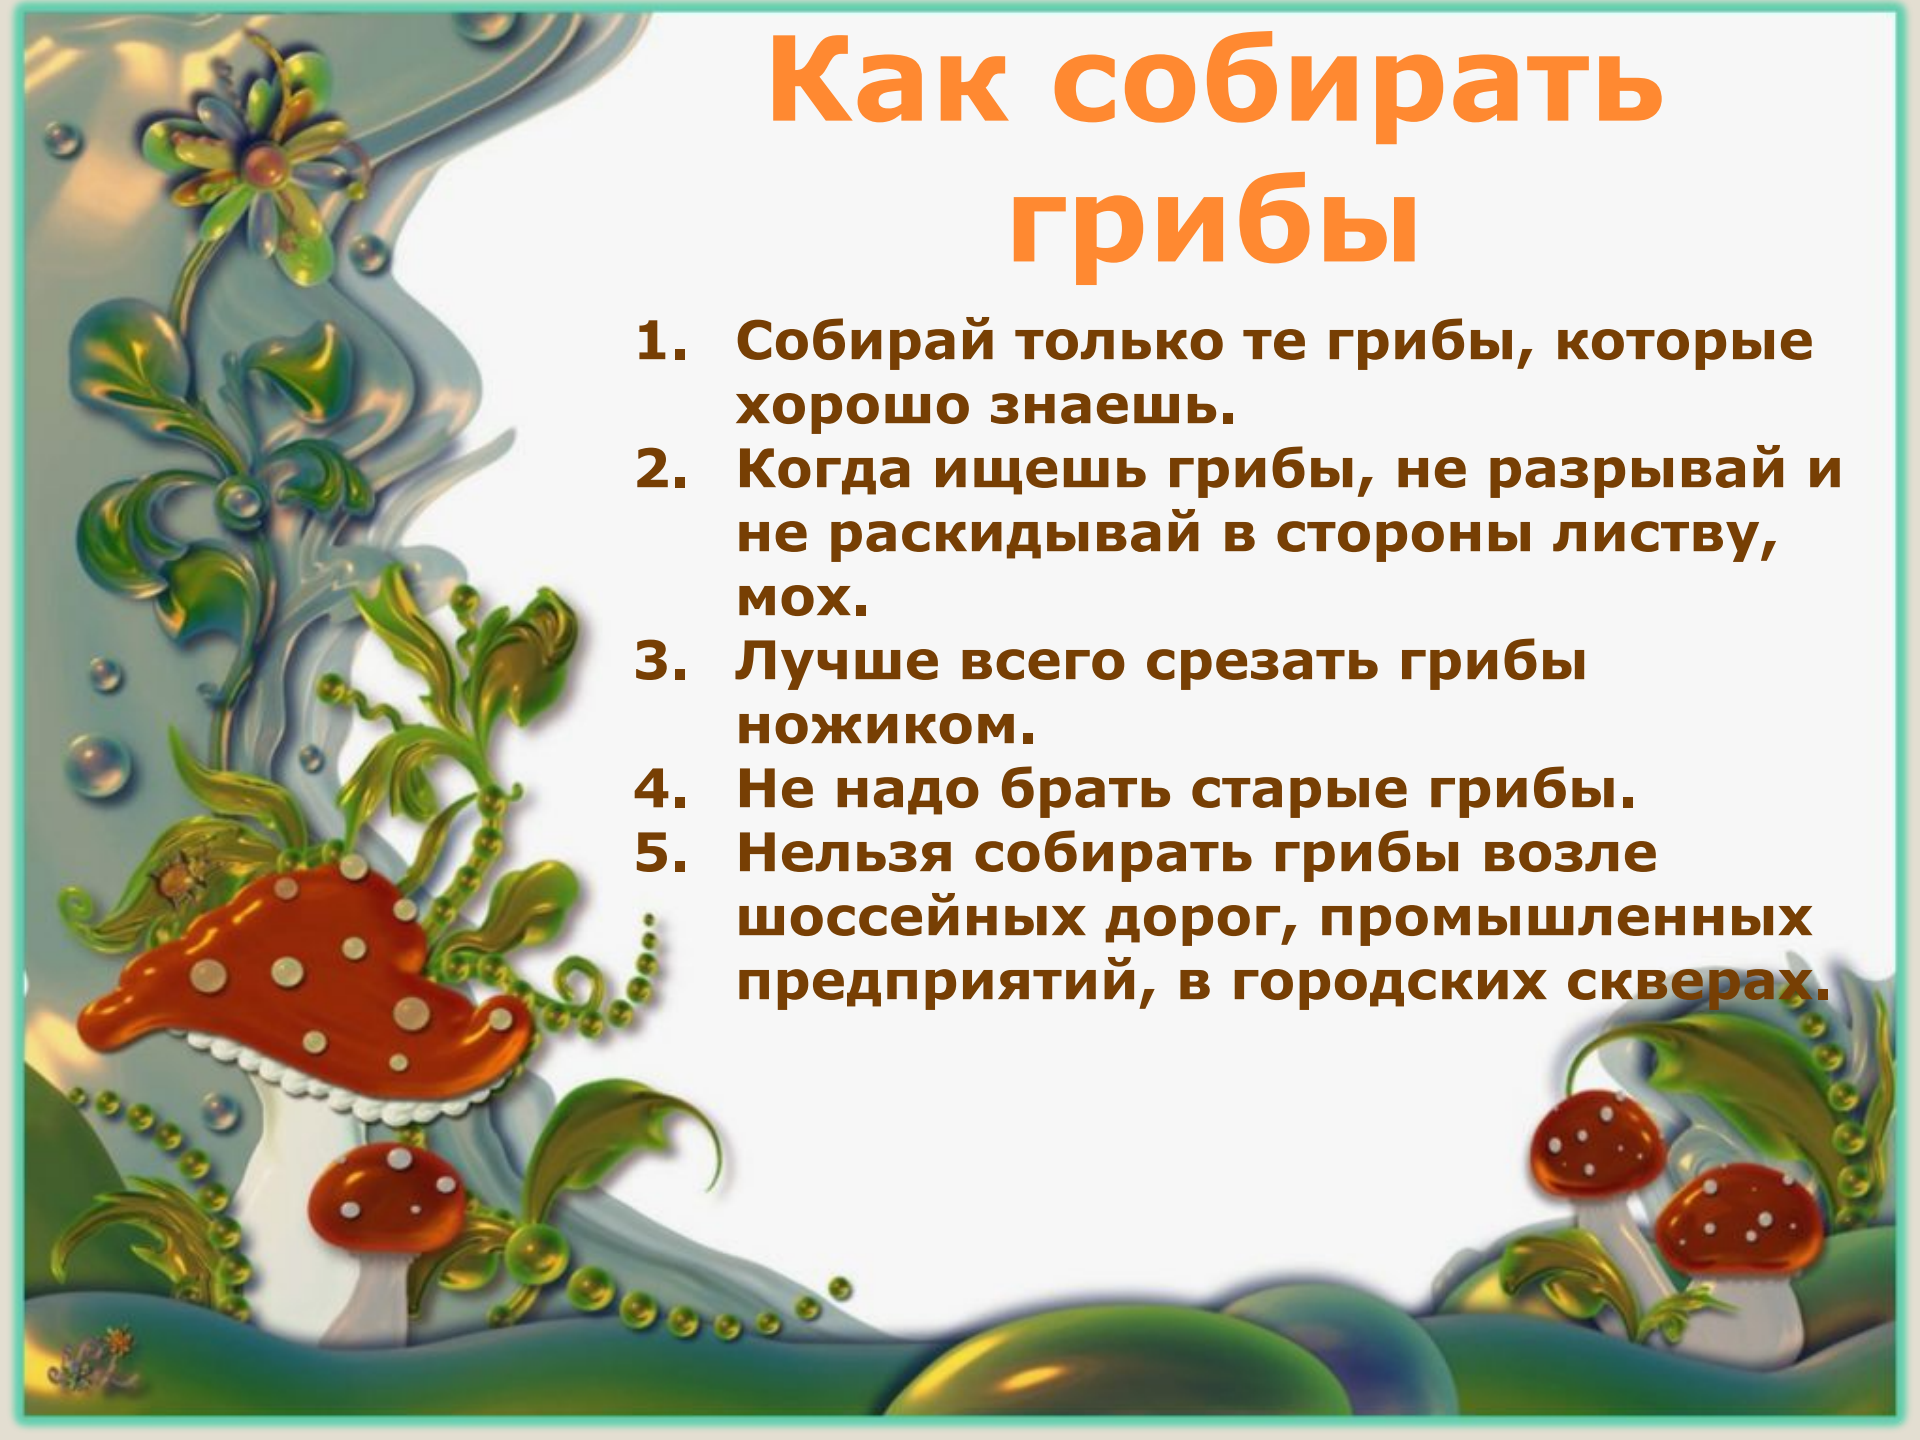 Как собирать
грибы
1. Собирай только те грибы, которые
хорошо знаешь.
2. Когда ищешь грибы, не разрывай и
не раскидывай в стороны листву,
мох.
3. Лучше всего срезать грибы
ножиком.
4. Не надо брать старые грибы.
5. Нельзя собирать грибы возле
шоссейных дорог, промышленных
предприятий, в городских скверах.